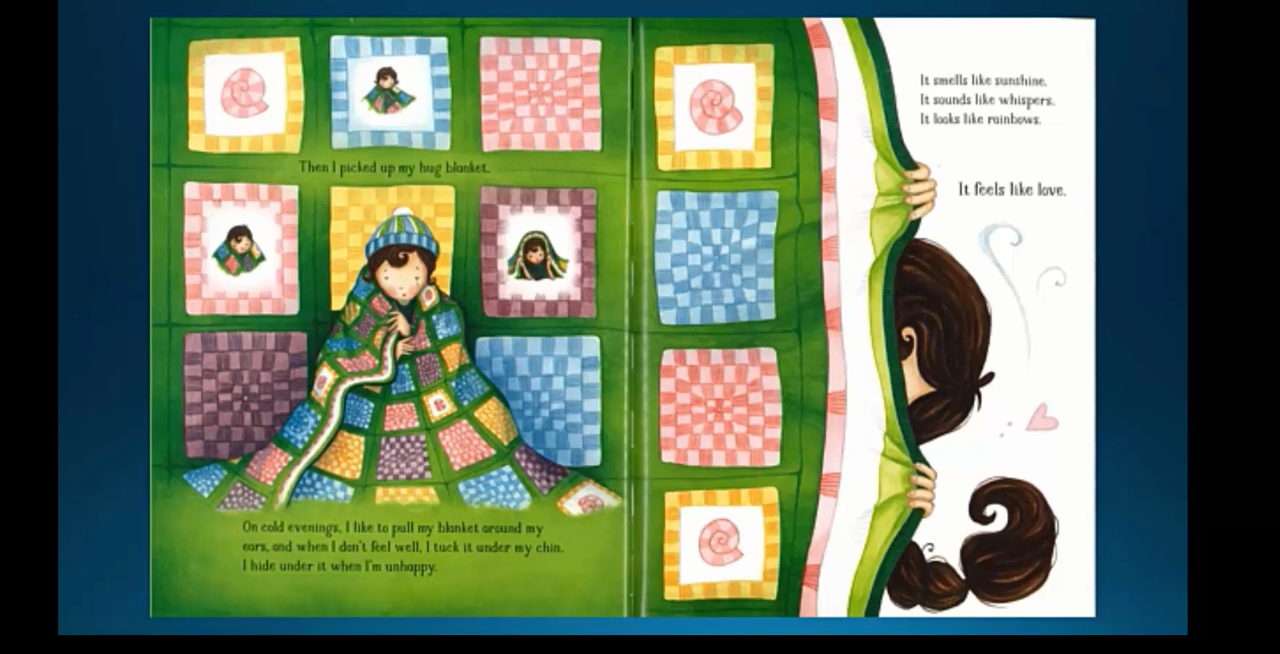 Then I picked up my hug blanket.
On cold evenings, I like to pull my blanket around my
ears, and when I don't feel well, I tuck it under my chin.
I hide under it when I'm unhappy.
It smells like sunshine.
It sounds like whispers.
It looks like rainbows.
It feels like love.